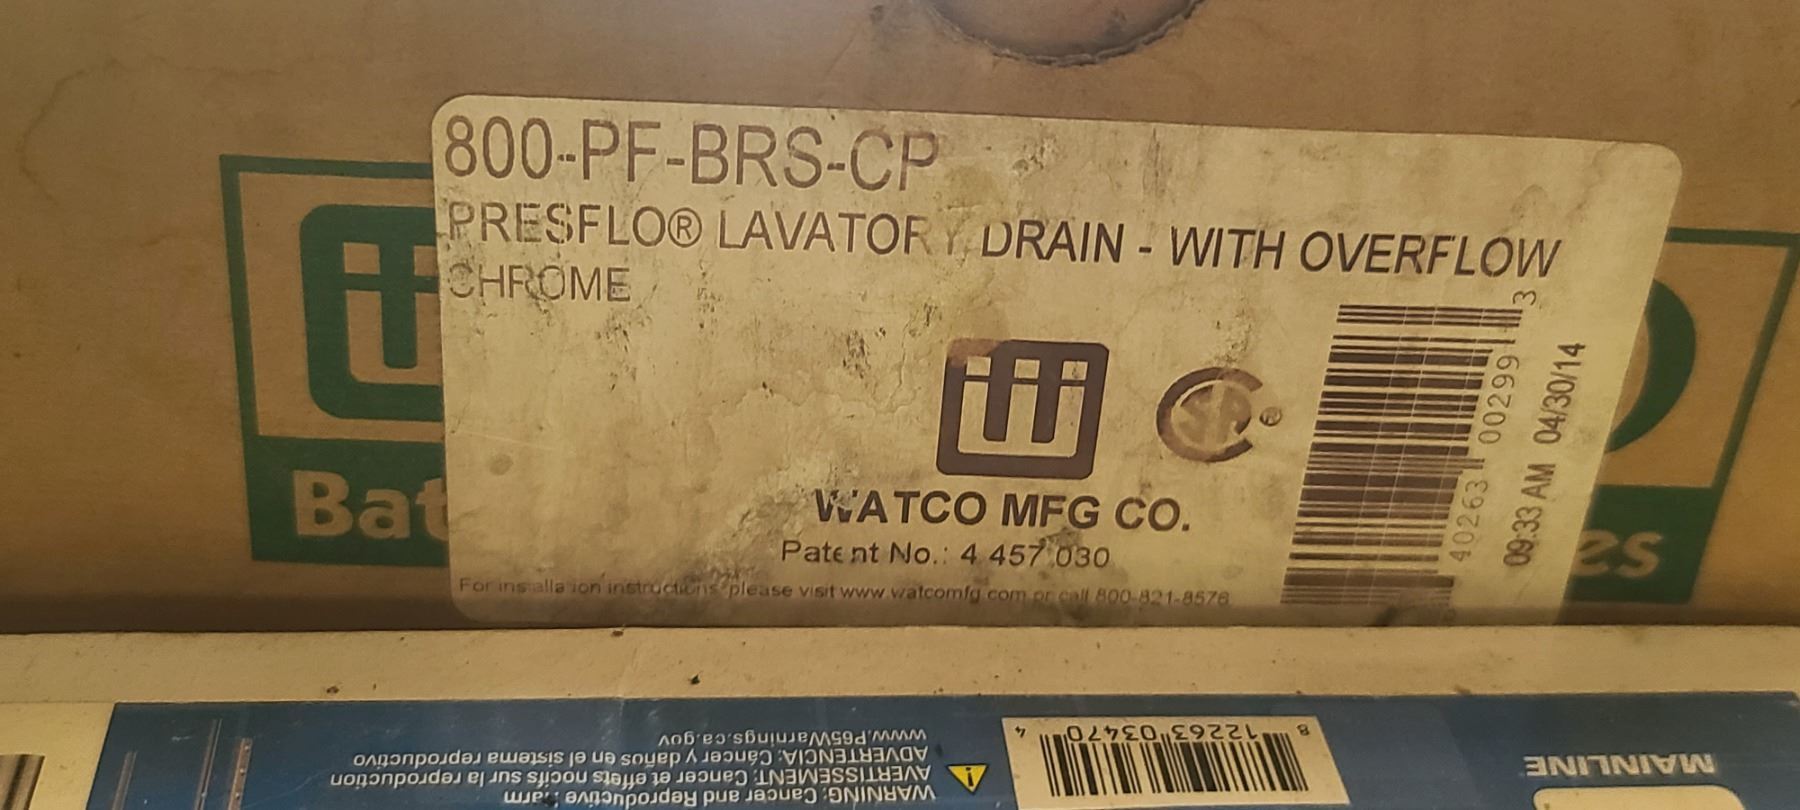 800-PF-BRS-CP
PRESFLO® LAVATORY DRAIN - WITH OVERFLOW
CHROME
WATCO MFG CO.
Patent No.: 4 457 030
For installation instructions please visit www.watcomfg.com or call 800-821-8576
40263 00299 3
09:33 AM 04/30/14
Bat
es
MAINLINE
8 12263 03470 4
WARNING: Cancer and Reproductive Harm
AVERTISSEMENT: Cancer et effets nocifs sur la reproduction
ADVERTENCIA: Cáncer y daños en el sistema reproductivo
www.P65Warnings.ca.gov